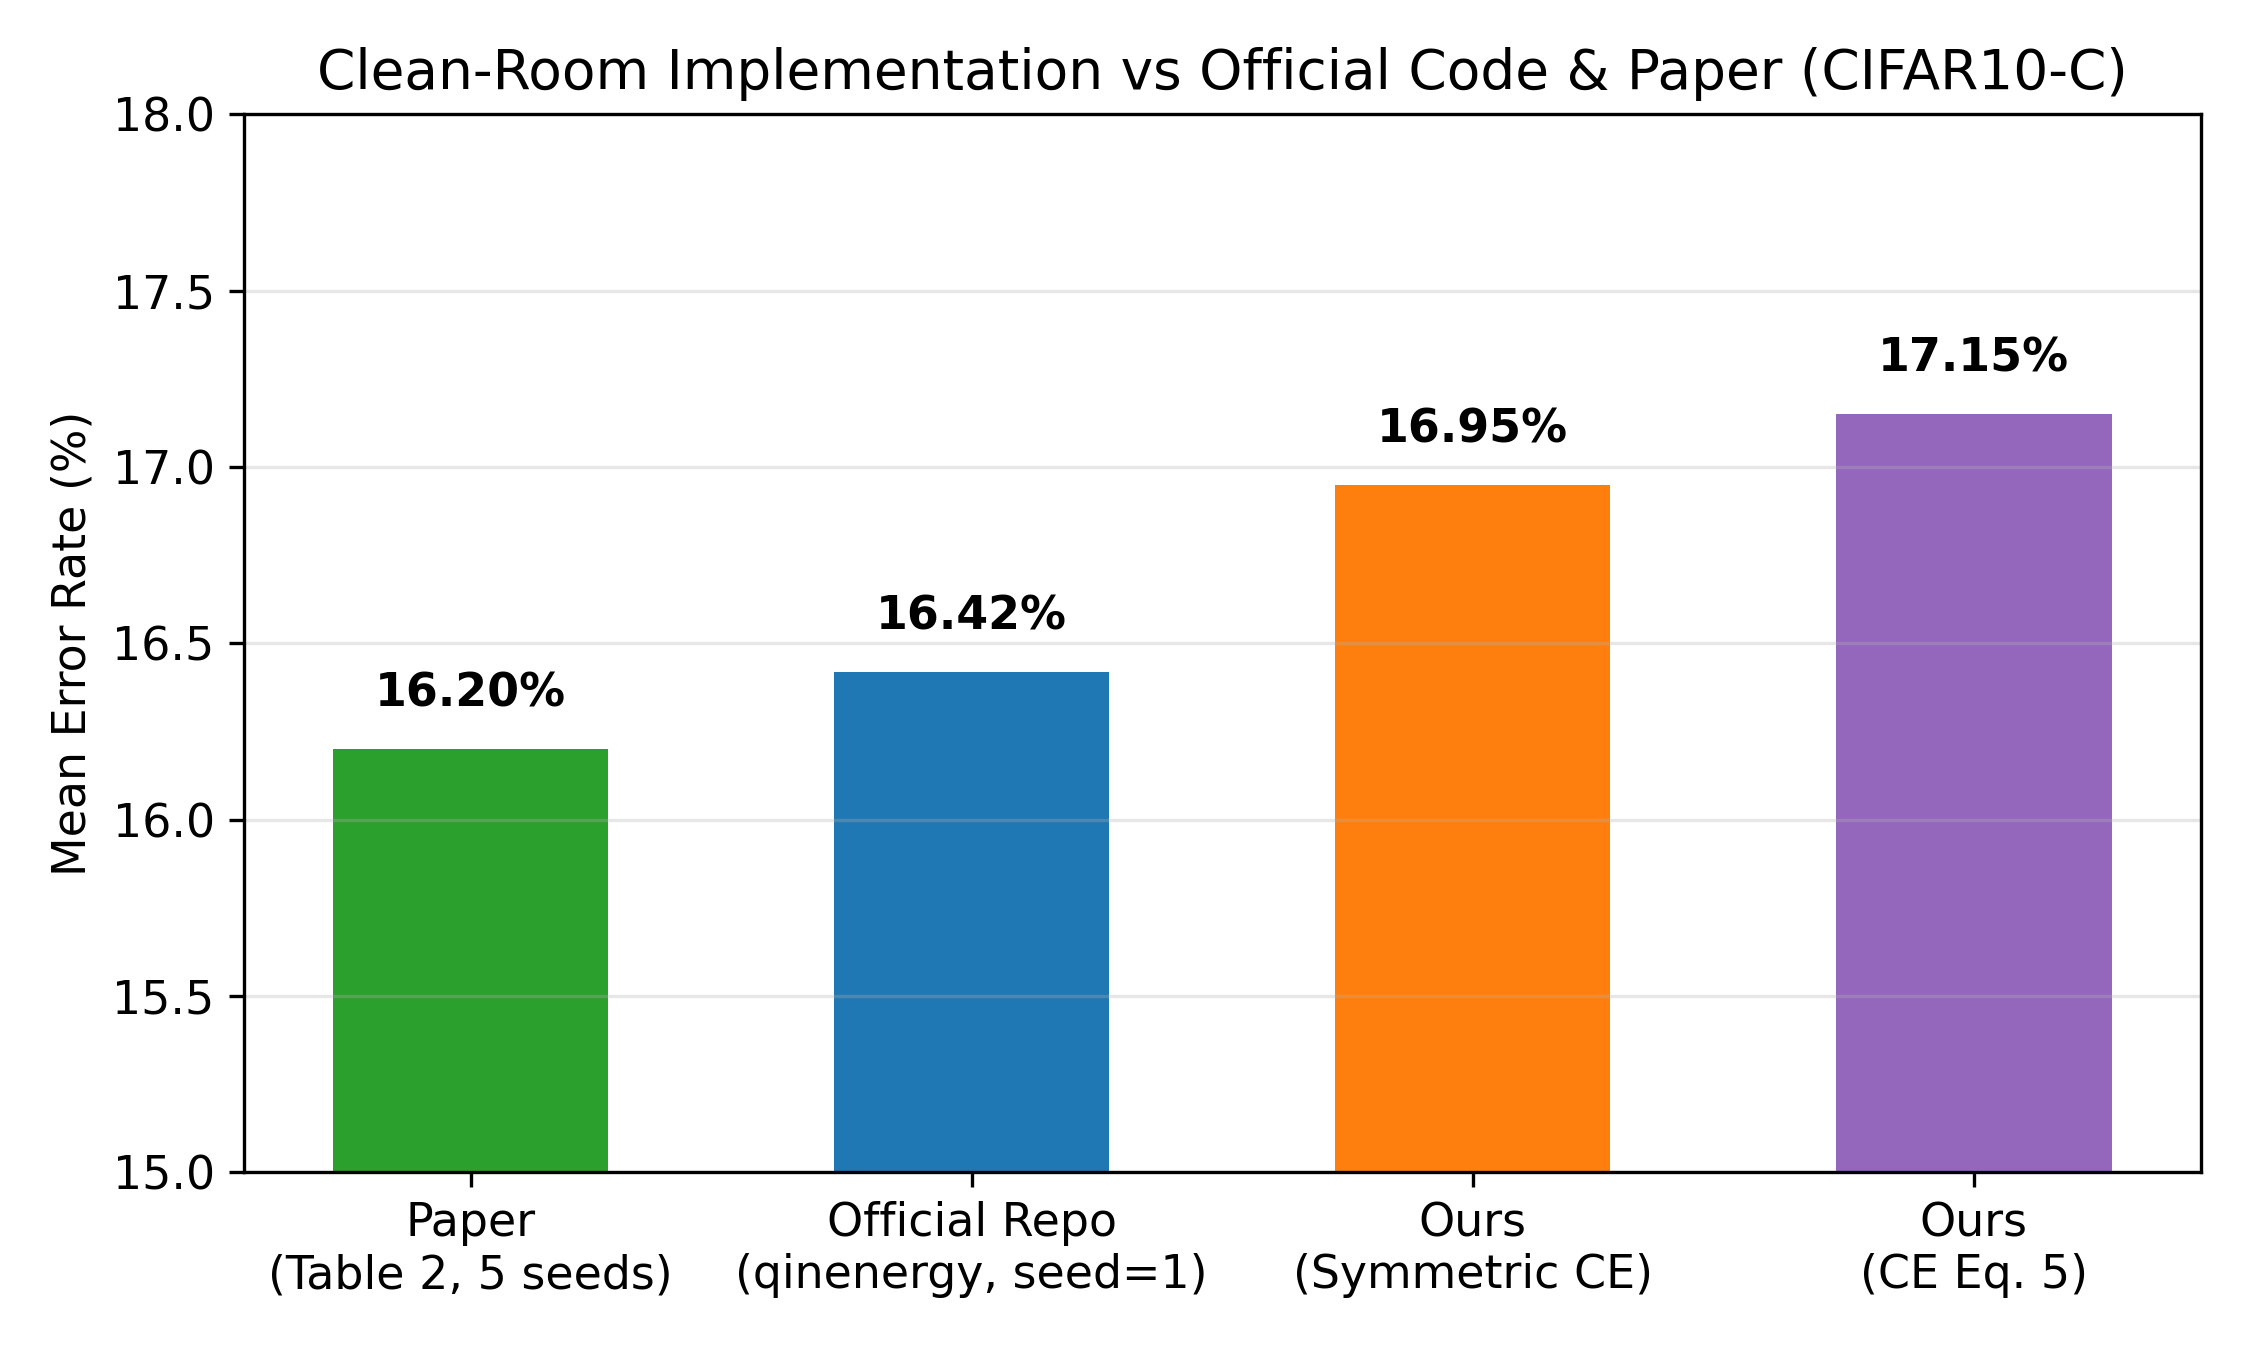 Clean-Room Implementation vs Official Code & Paper (CIFAR10-C)
Mean Error Rate (%)
18.0
17.5
17.0
16.5
16.0
15.5
15.0
16.20%
16.42%
16.95%
17.15%
Paper
(Table 2, 5 seeds)
Official Repo
(qinenergy, seed=1)
Ours
(Symmetric CE)
Ours
(CE Eq. 5)